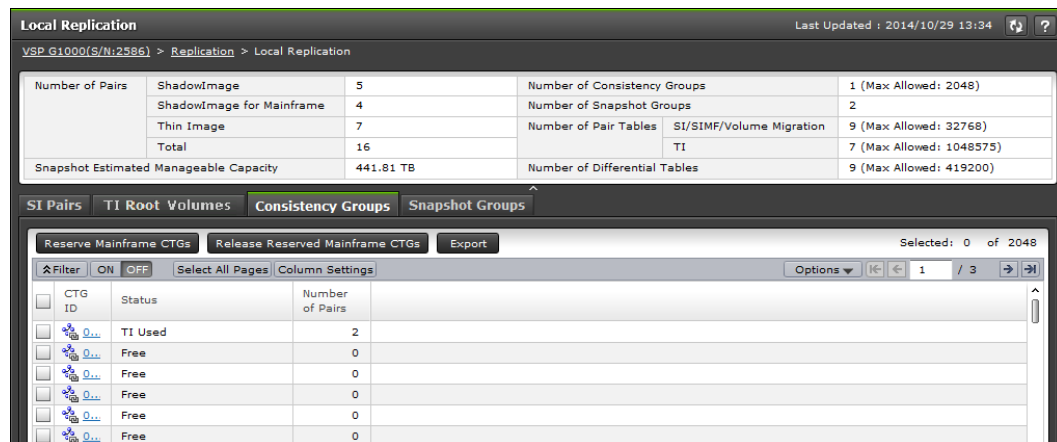 Local Replication
Last Updated : 2014/10/29 13:34
?
VSP G1000(S/N:2586) > Replication > Local Replication
Number of Pairs ShadowImage 5 Number of Consistency Groups 1 (Max Allowed: 2048)
ShadowImage for Mainframe 4 Number of Snapshot Groups 2
Thin Image 7 Number of Pair Tables SI/SIMF/Volume Migration 9 (Max Allowed: 32768)
Total 16 TI 7 (Max Allowed: 1048575)
Snapshot Estimated Manageable Capacity 441.81 TB Number of Differential Tables 9 (Max Allowed: 419200)
SI Pairs TI Root Volumes Consistency Groups Snapshot Groups
Reserve Mainframe CTGs Release Reserved Mainframe CTGs Export Selected: 0 of 2048
Filter ON OFF Select All Pages Column Settings Options 1 / 3
CTG ID Status Number of Pairs
0... TI Used 2
0... Free 0
0... Free 0
0... Free 0
0... Free 0
0... Free 0